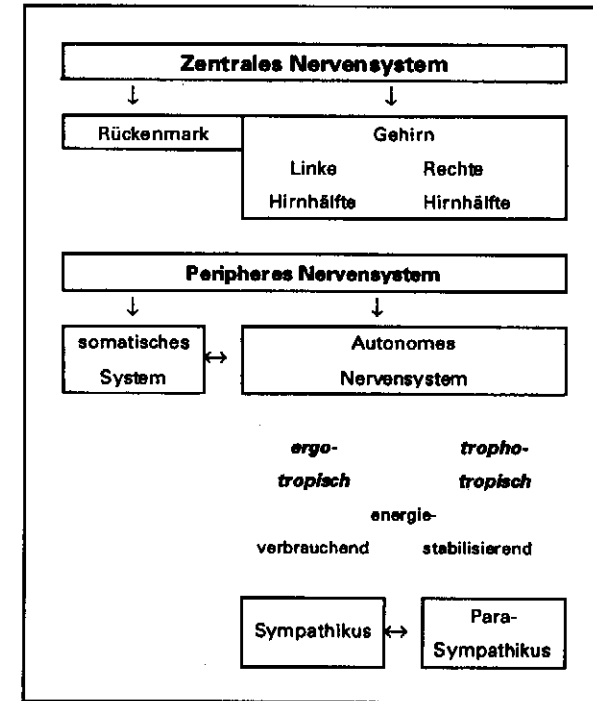 Zentrales Nervensystem
↓ ↓
Rückenmark Gehirn
Linke Rechte
Hirnhälfte Hirnhälfte
Peripheres Nervensystem
↓ ↓
somatisches ↔ Autonomes
System Nervensystem
ergo- tropho-
tropisch tropisch
energie-
verbrauchend stabilisierend
Sympathikus ↔ Para-
Sympathikus